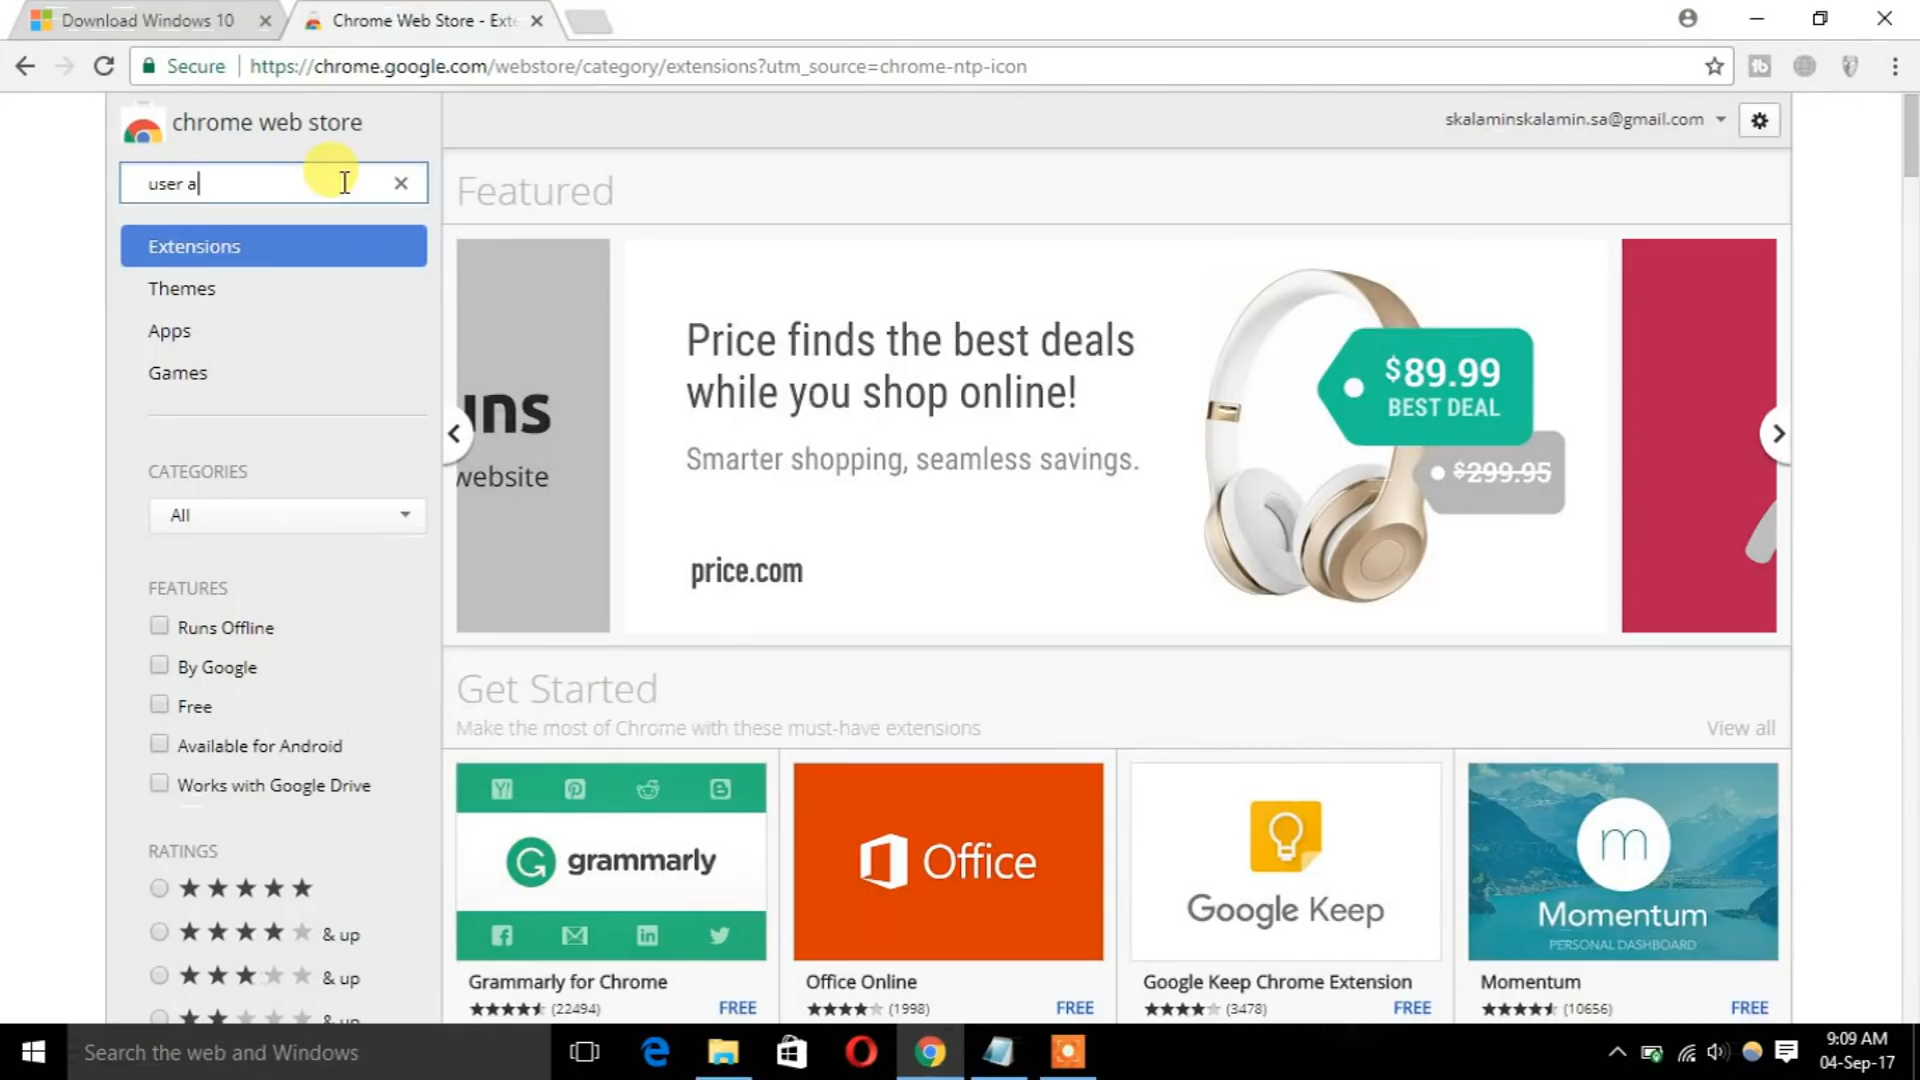 Download Windows 10
Chrome Web Store - Exte
Secure
https://chrome.google.com/webstore/category/extensions?utm_source=chrome-ntp-icon
chrome web store
skalaminskalamin.sa@gmail.com
user a
Extensions
Themes
Apps
Games
CATEGORIES
All
FEATURES
Runs Offline
By Google
Free
Available for Android
Works with Google Drive
RATINGS
& up
& up
& up
Featured
uns
website
Price finds the best deals
while you shop online!
Smarter shopping, seamless savings.
price.com
$89.99
BEST DEAL
$299.95
Get Started
Make the most of Chrome with these must-have extensions
View all
grammarly
Grammarly for Chrome
(22494)
FREE
Office
Office Online
(1998)
FREE
Google Keep
Google Keep Chrome Extension
(3478)
FREE
m
Momentum
PERSONAL DASHBOARD
Momentum
(10656)
FREE
Search the web and Windows
9:09 AM
04-Sep-17